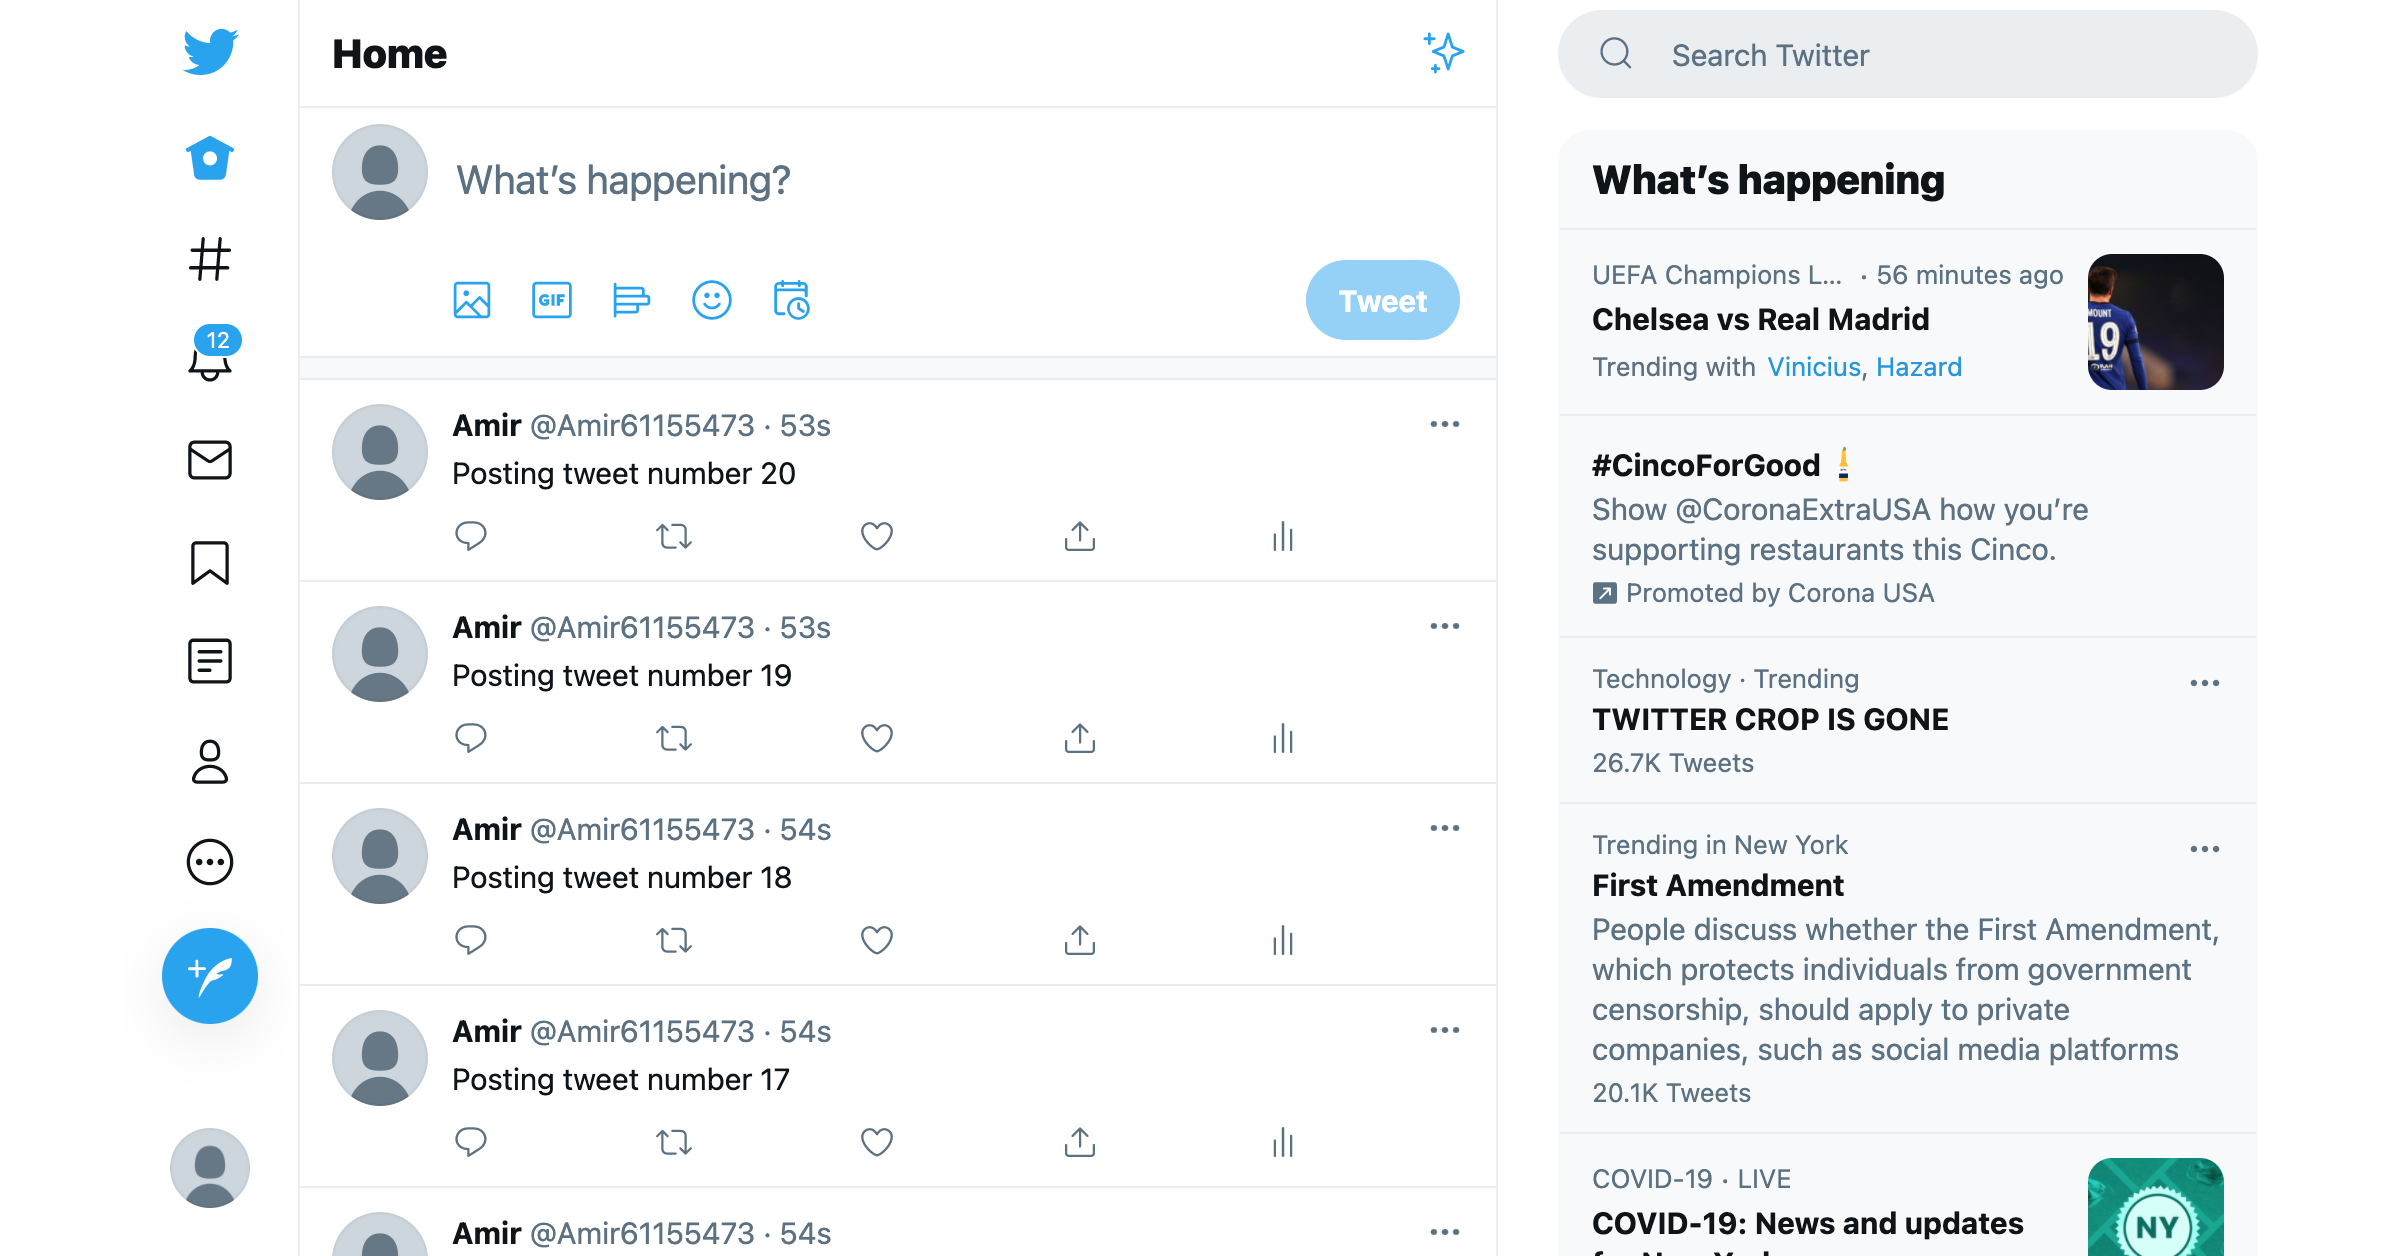 Home
What's happening?
GIF
Tweet
12
Amir @Amir61155473 · 53s
Posting tweet number 20
Amir @Amir61155473 · 53s
Posting tweet number 19
Amir @Amir61155473 · 54s
Posting tweet number 18
Amir @Amir61155473 · 54s
Posting tweet number 17
Amir @Amir61155473 · 54s
Search Twitter
What's happening
UEFA Champions L... · 56 minutes ago
Chelsea vs Real Madrid
Trending with Vinicius, Hazard
MOUNT
19
#CincoForGood
Show @CoronaExtraUSA how you're
supporting restaurants this Cinco.
Promoted by Corona USA
Technology · Trending
TWITTER CROP IS GONE
26.7K Tweets
Trending in New York
First Amendment
People discuss whether the First Amendment,
which protects individuals from government
censorship, should apply to private
companies, such as social media platforms
20.1K Tweets
COVID-19 · LIVE
COVID-19: News and updates
NY